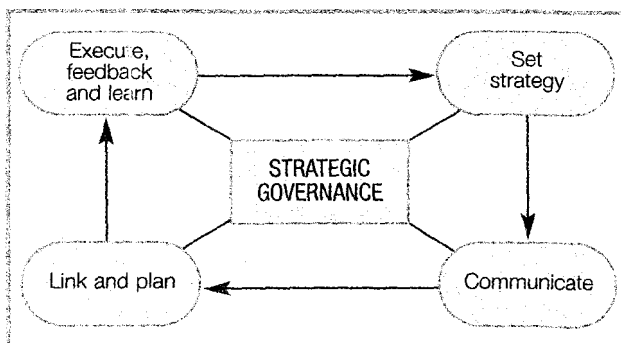 Execute,
feedback
and learn
Set
strategy
STRATEGIC
GOVERNANCE
Link and plan
Communicate